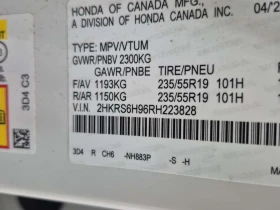 HONDA OF CANADA MFG.,
A DIVISION OF HONDA CANADA INC.
04/2
TYPE: MPV/VTUM
GVWR/PNBV 2300KG
GAWR/PNBE TIRE/PNEU
F/AV 1193KG 235/55R19 101H
R/AR 1150KG 235/55R19 101H
V.I.N. 2HKRS6H96RH223828
3D4 R CH6 -NH883P -S -H
3D4 C3